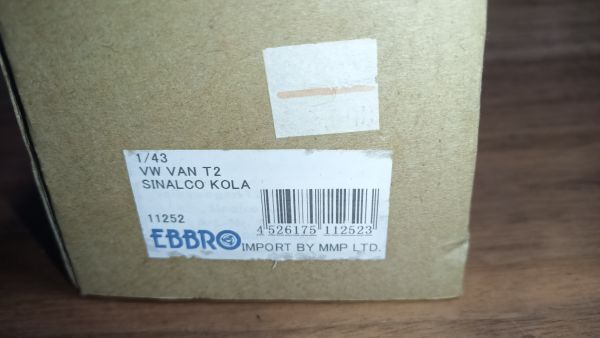 1/43
VW VAN T2
SINALCO KOLA
11252
4 526175 112523
EBBRO IMPORT BY MMP LTD.